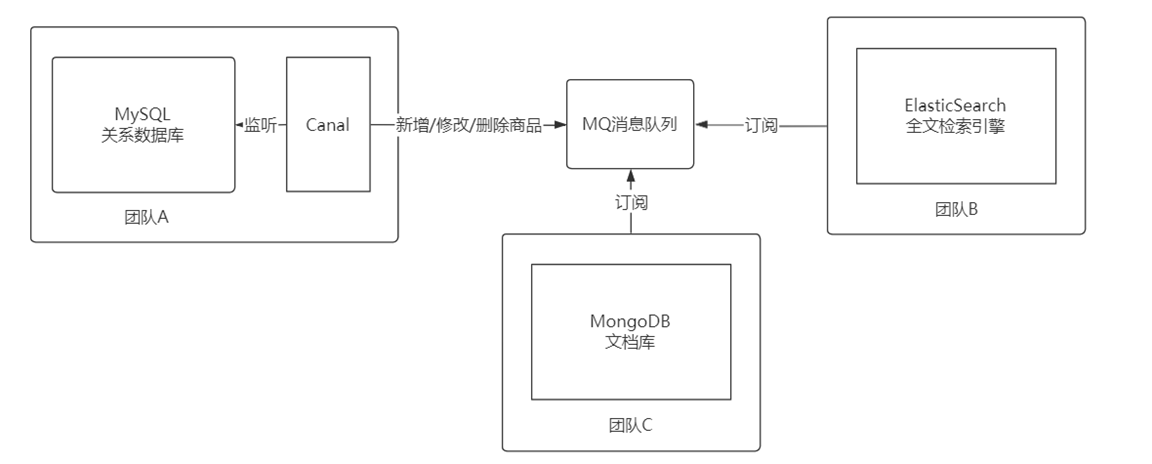 MySQL
关系数据库
监听
Canal
团队A
新增/修改/删除商品
MQ消息队列
订阅
ElasticSearch
全文检索引擎
团队B
订阅
MongoDB
文档库
团队C